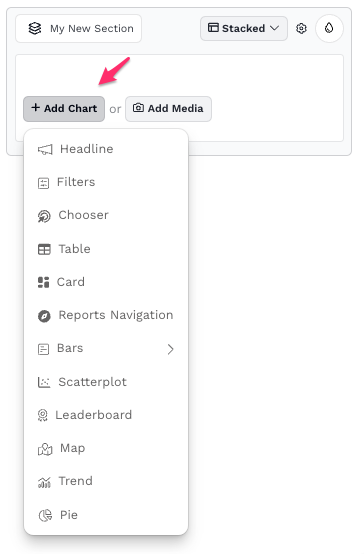 My New Section
Stacked
+ Add Chart or Add Media
Headline
Filters
Chooser
Table
Card
Reports Navigation
Bars
Scatterplot
Leaderboard
Map
Trend
Pie